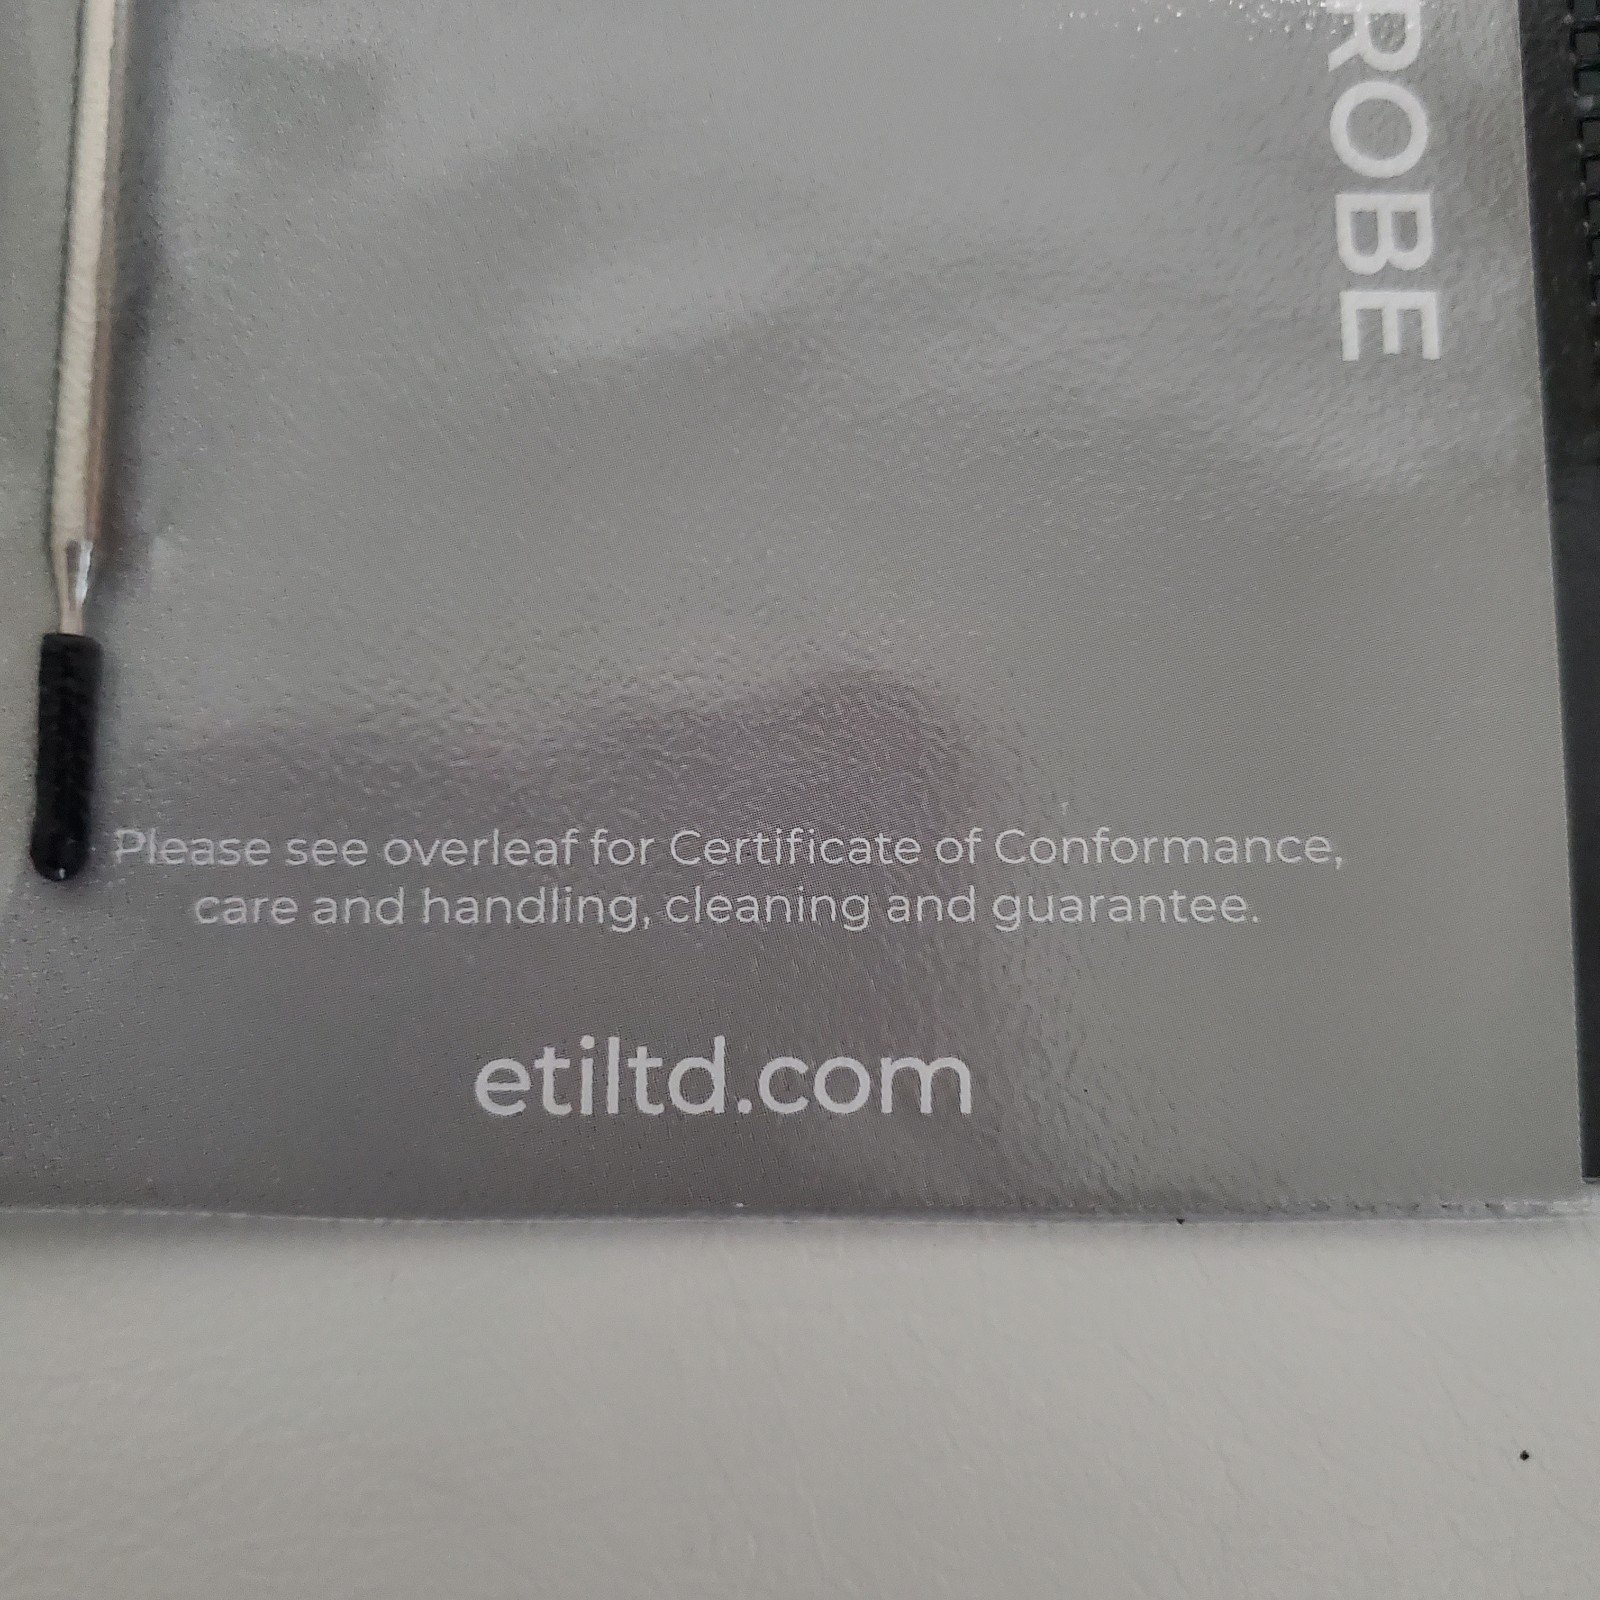 ROBE
Please see overleaf for Certificate of Conformance,
care and handling, cleaning and guarantee.
etiltd.com